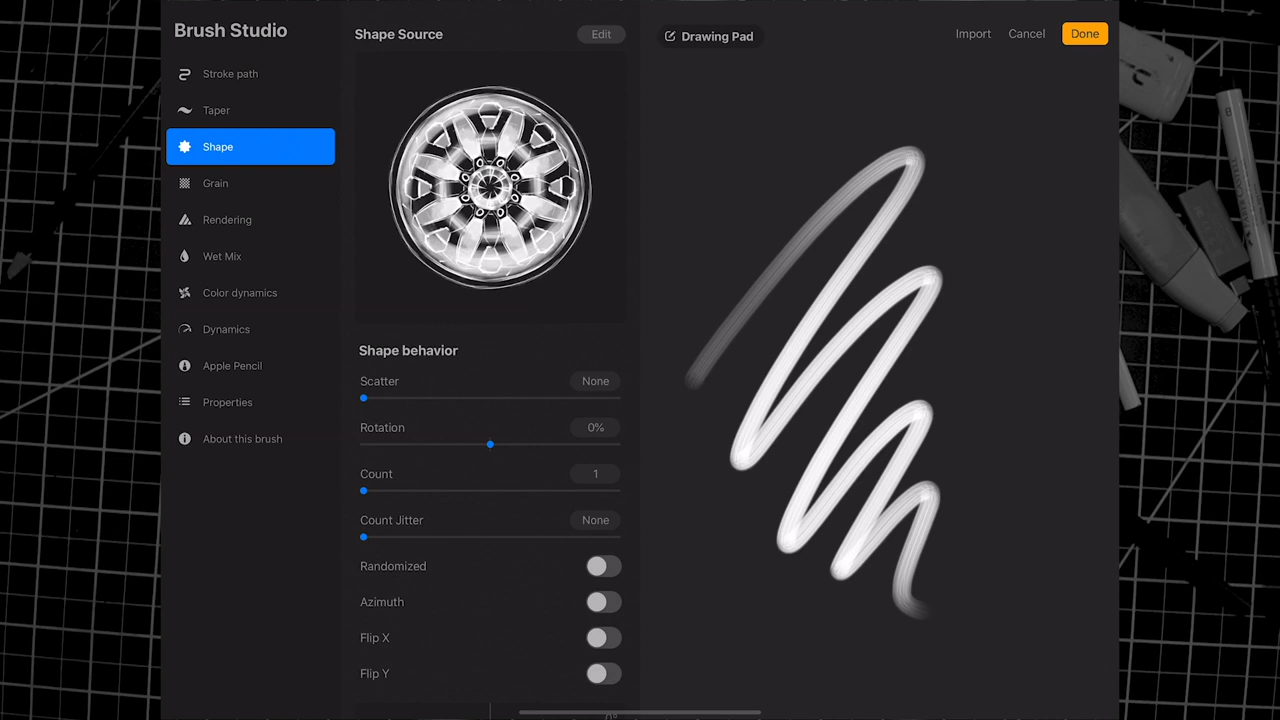 Brush Studio
Stroke path
Taper
Shape
Grain
Rendering
Wet Mix
Color dynamics
Dynamics
Apple Pencil
Properties
About this brush
Shape Source
Edit
Shape behavior
Scatter
None
Rotation
0%
Count
1
Count Jitter
None
Randomized
Azimuth
Flip X
Flip Y
Drawing Pad
Import
Cancel
Done